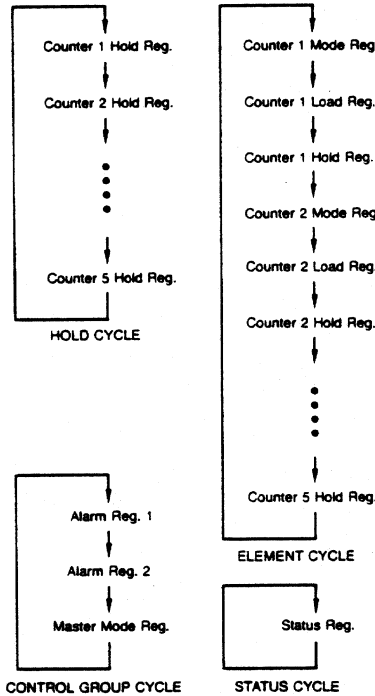 Counter 1 Hold Reg.
Counter 2 Hold Reg.
Counter 5 Hold Reg.
HOLD CYCLE
Counter 1 Mode Reg
Counter 1 Load Reg.
Counter 1 Hold Reg.
Counter 2 Mode Reg
Counter 2 Load Reg.
Counter 2 Hold Reg.
Counter 5 Hold Reg.
ELEMENT CYCLE
Alarm Reg. 1
Alarm Reg. 2
Master Mode Reg.
CONTROL GROUP CYCLE
Status Reg.
STATUS CYCLE